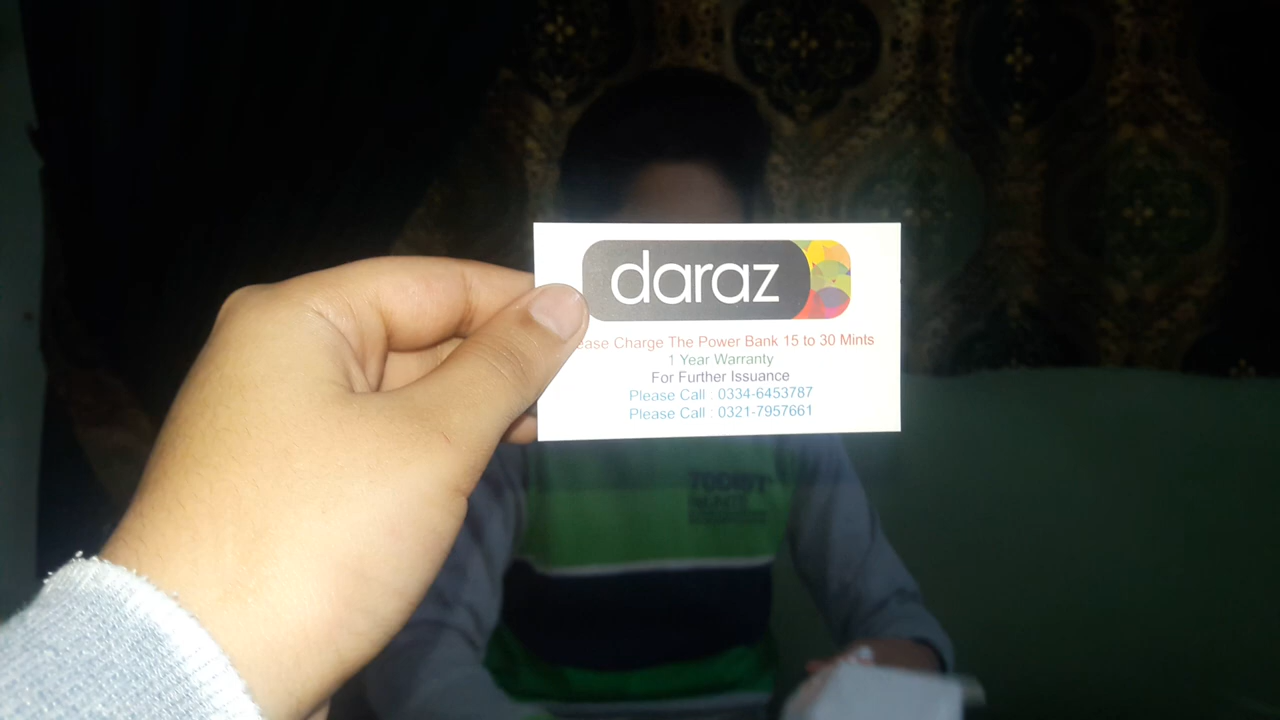 daraz
ease Charge The Power Bank 15 to 30 Mints
1 Year Warranty
For Further Issuance
Please Call : 0334-6453787
Please Call : 0321-7957661